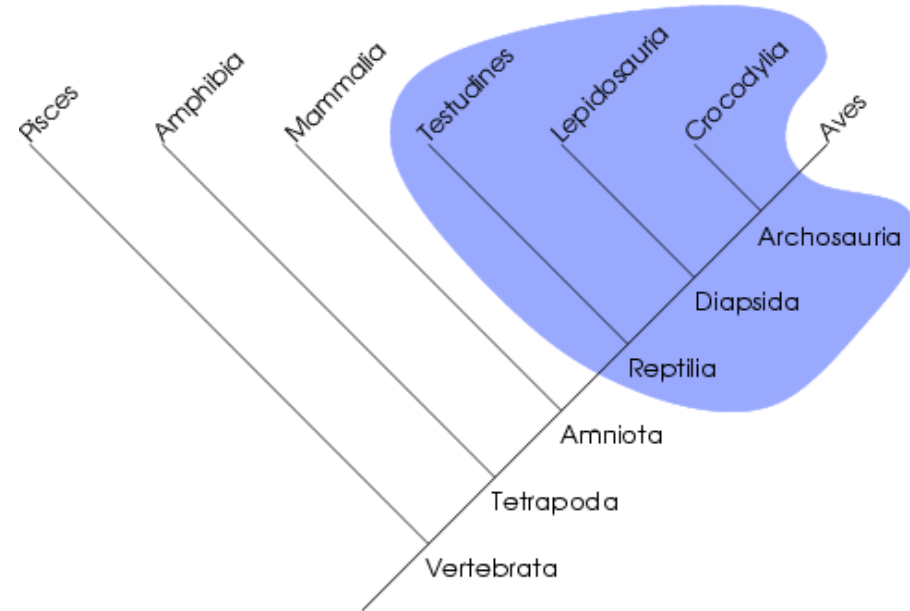 Pisces
Amphibia
Mammalia
Testudines
Lepidosauria
Crocodylia
Aves
Archosauria
Diapsida
Reptilia
Amniota
Tetrapoda
Vertebrata